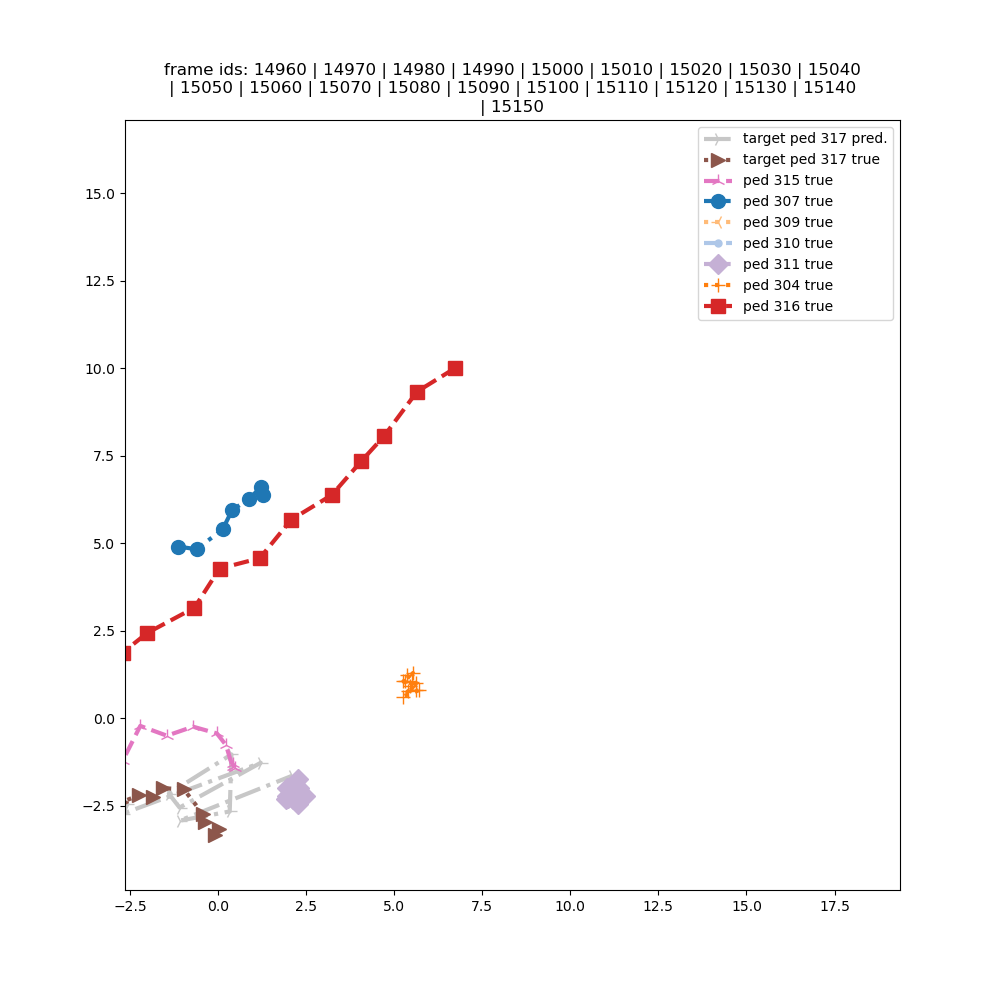 frame ids: 14960 | 14970 | 14980 | 14990 | 15000 | 15010 | 15020 | 15030 | 15040
| 15050 | 15060 | 15070 | 15080 | 15090 | 15100 | 15110 | 15120 | 15130 | 15140
| 15150
target ped 317 pred.
target ped 317 true
ped 315 true
ped 307 true
ped 309 true
ped 310 true
ped 311 true
ped 304 true
ped 316 true
15.0
12.5
10.0
7.5
5.0
2.5
0.0
−2.5
−2.5 0.0 2.5 5.0 7.5 10.0 12.5 15.0 17.5